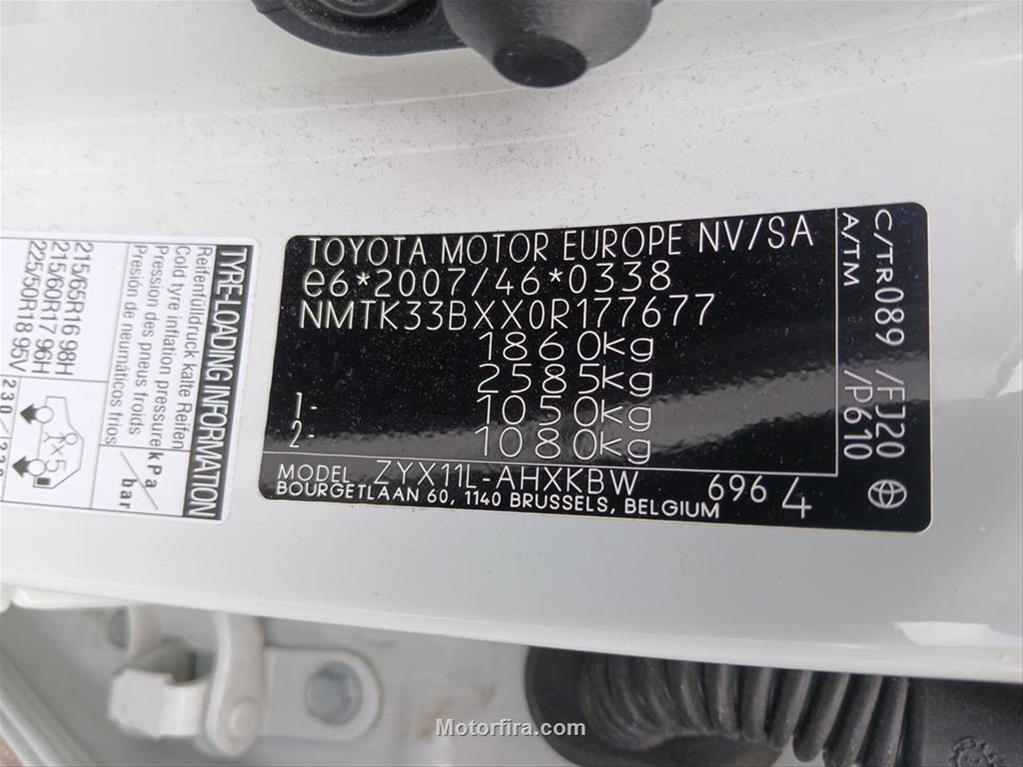 TYRE-LOADING INFORMATION
Reifenfülldruck kalte Reifen
Cold tyre inflation pressure
Pression des pneus froids
Presión neumáticos fríos
kPa / bar
215/65R16 98H
215/60R17 96H
225/50R18 95V
X 5
230
TOYOTA MOTOR EUROPE NV/SA
e6*2007/46*0338
NMTK33BXX0R177677
1860kg
2585kg
1- 1050kg
2- 1080kg
MODEL ZYX11L-AHXKBW
BOURGETLAAN 60, 1140 BRUSSELS, BELGIUM
696 4
C/TR089 /FJ20
A/TM /P610
Motorfira.com